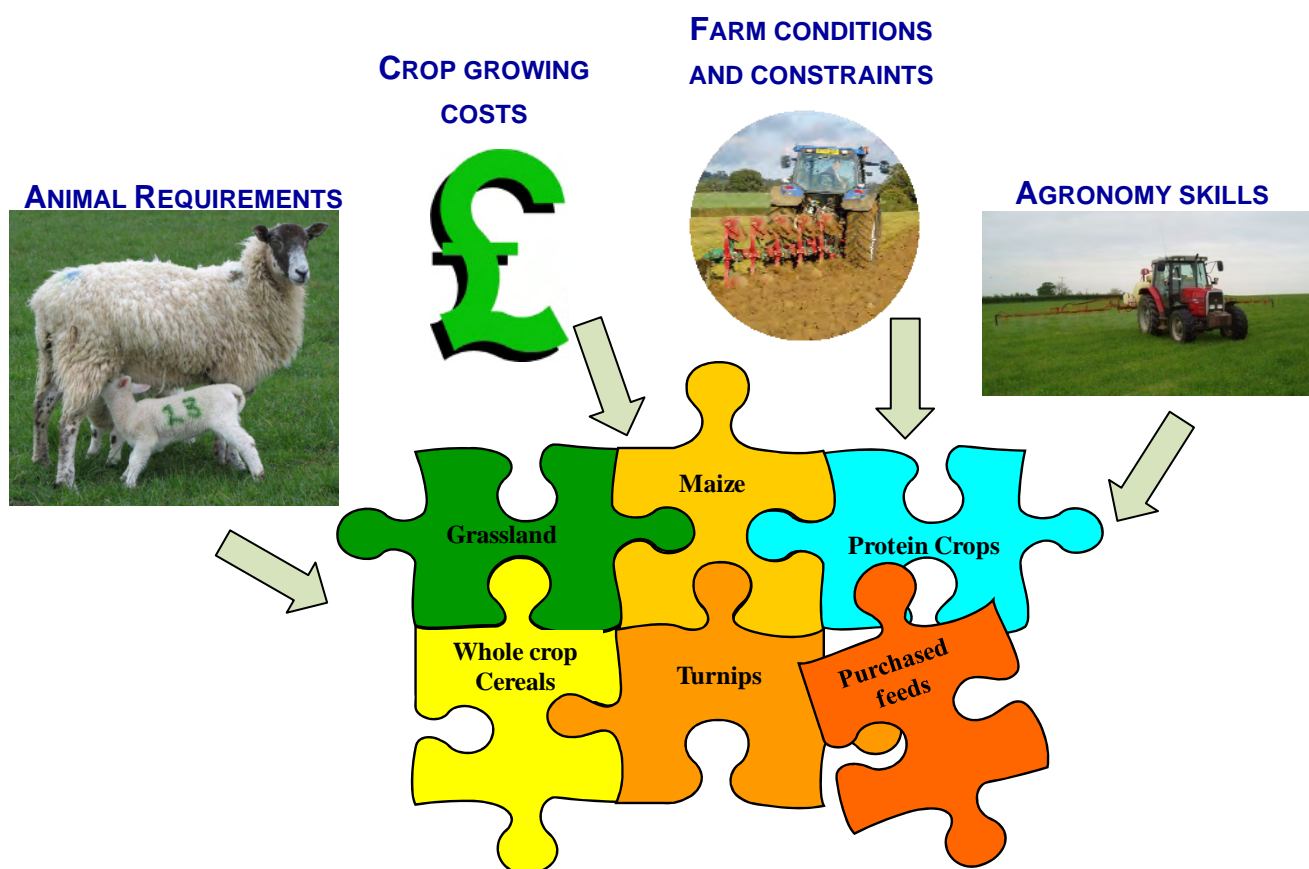 FARM CONDITIONS
AND CONSTRAINTS
CROP GROWING
COSTS
ANIMAL REQUIREMENTS
AGRONOMY SKILLS
£
23
Maize
Grassland
Protein Crops
Whole crop
Cereals
Turnips
Purchased
feeds